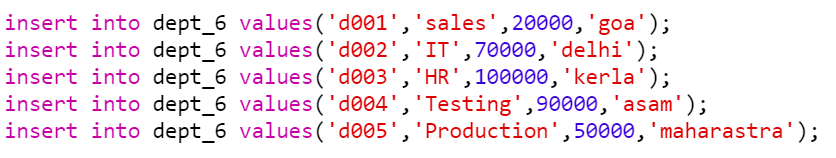 insert into dept_6 values('d001','sales',20000,'goa');
insert into dept_6 values('d002','IT',70000,'delhi');
insert into dept_6 values('d003','HR',100000,'kerla');
insert into dept_6 values('d004','Testing',90000,'asam');
insert into dept_6 values('d005','Production',50000,'maharastra');